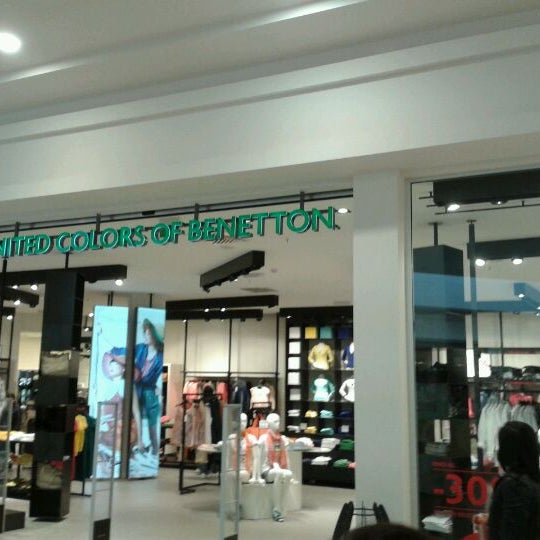 NITED COLORS OF BENETTON.
-30